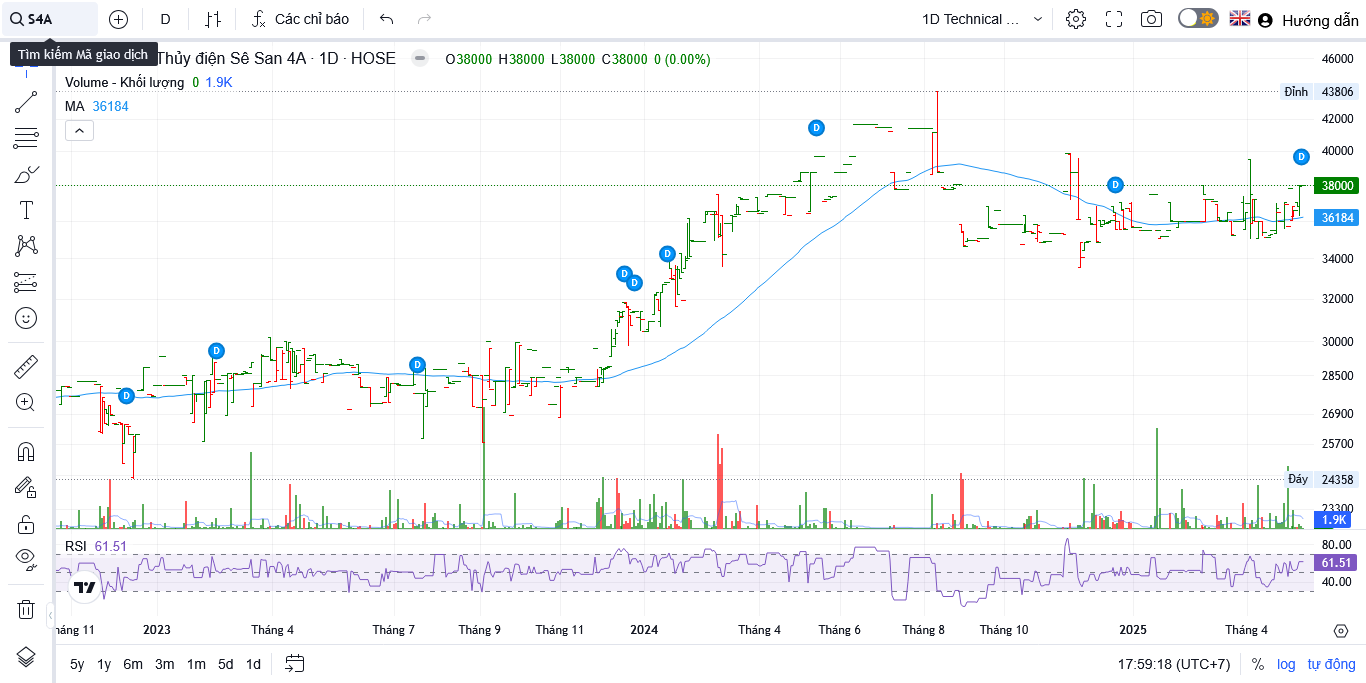 S4A
D
Các chỉ báo
1D Technical ...
Hướng dẫn
Tìm kiếm Mã giao dịch
Thủy điện Sê San 4A · 1D · HOSE
O38000 H38000 L38000 C38000 0 (0.00%)
Volume - Khối lượng 0 1.9K
MA 36184
46000
Đỉnh 43806
42000
40000
38000
36184
34000
32000
30000
28500
26900
25700
Đáy 24358
23300
1.9K
D
D
D
D
D
D
D
D
D
RSI 61.51
80.00
61.51
40.00
háng 11 2023 Tháng 4 Tháng 7 Tháng 9 Tháng 11 2024 Tháng 4 Tháng 6 Tháng 8 Tháng 10 2025 Tháng 4
5y 1y 6m 3m 1m 5d 1d
17:59:18 (UTC+7) % log tự động